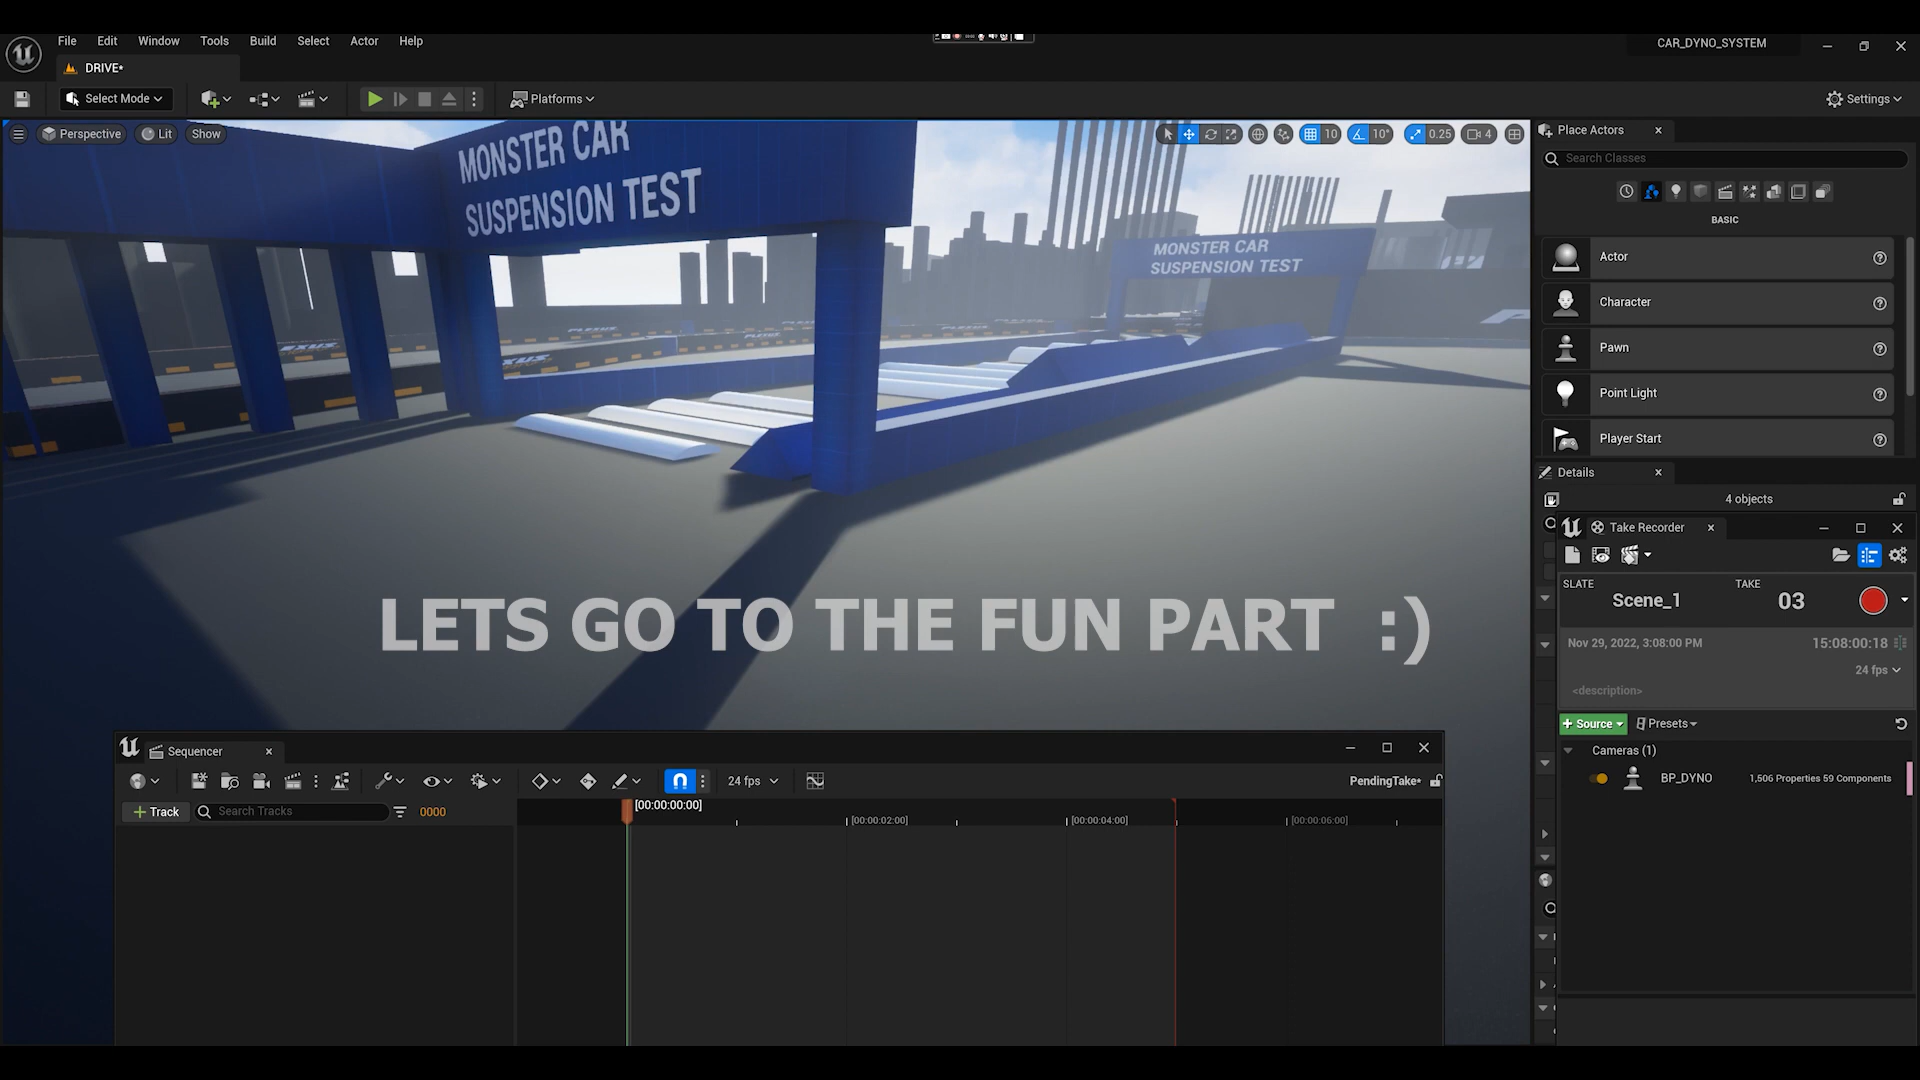 File Edit Window Tools Build Select Actor Help
CAR_DYNO_SYSTEM
DRIVE*
Select Mode
Platforms
Settings
Perspective Lit Show
10 10° 0.25 4
MONSTER CAR
SUSPENSION TEST
MONSTER CAR
SUSPENSION TEST
LETS GO TO THE FUN PART :)
Place Actors
Search Classes
BASIC
Actor
Character
Pawn
Point Light
Player Start
Details
4 objects
Take Recorder
SLATE TAKE
Scene_1 03
Nov 29, 2022, 3:08:00 PM 15:08:00:18
24 fps
<description>
+ Source Presets
Cameras (1)
BP_DYNO 1,506 Properties 59 Components
Sequencer
24 fps PendingTake*
+ Track Search Tracks 0000
[00:00:00:00]
[00:00:02:00] [00:00:04:00] [00:00:06:00]